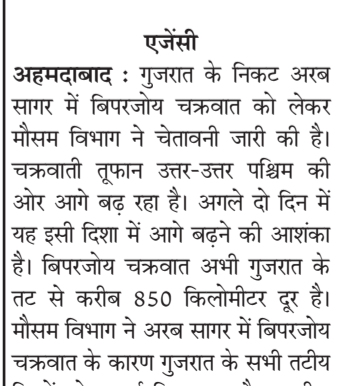 एजेंसी
अहमदाबाद : गुजरात के निकट अरब
सागर में बिपरजोय चक्रवात को लेकर
मौसम विभाग ने चेतावनी जारी की है।
चक्रवाती तूफान उत्तर-उत्तर पश्चिम की
ओर आगे बढ़ रहा है। अगले दो दिन में
यह इसी दिशा में आगे बढ़ने की आशंका
है। बिपरजोय चक्रवात अभी गुजरात के
तट से करीब 850 किलोमीटर दूर है।
मौसम विभाग ने अरब सागर में बिपरजोय
चक्रवात के कारण गुजरात के सभी तटीय